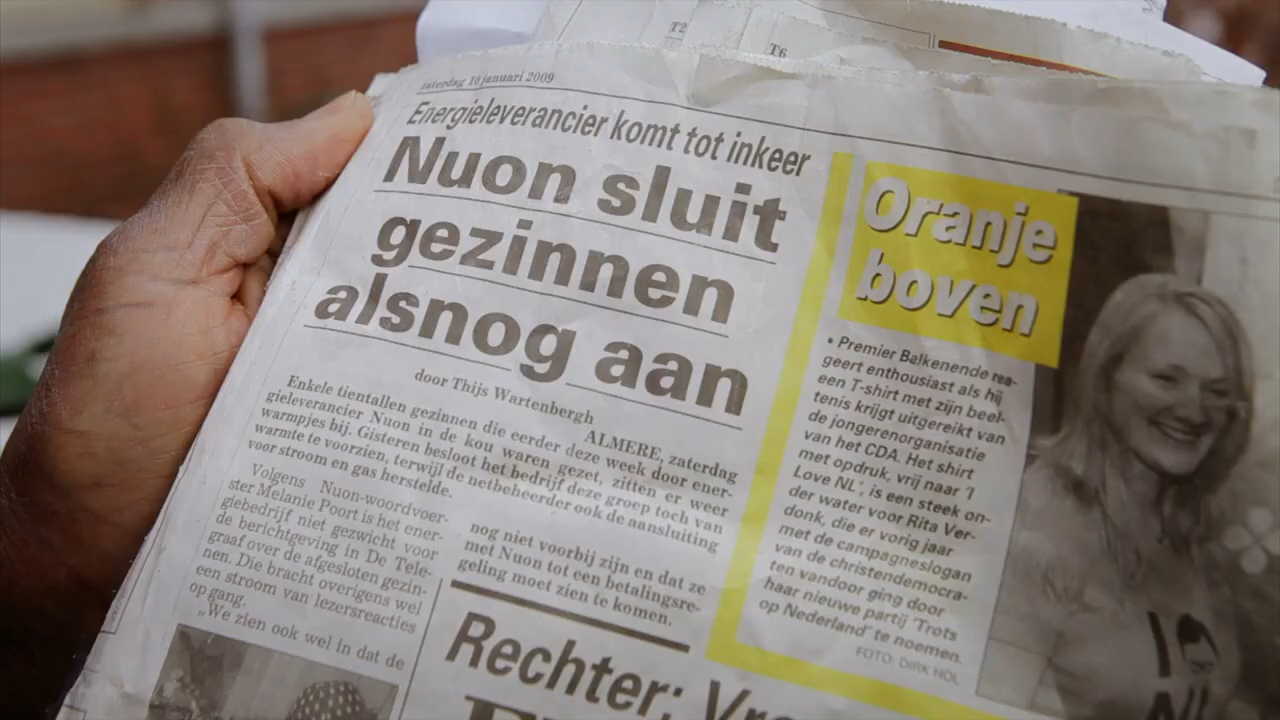 T2
T6
zaterdag 10 januari 2009
Energieleverancier komt tot inkeer
Nuon sluit
gezinnen
alsnog aan
door Thijs Wartenbergh
ALMERE, zaterdag
Enkele tientallen gezinnen die eerder deze week door ener-
gieleverancier Nuon in de kou waren gezet, zitten er weer
warmpjes bij. Gisteren besloot het bedrijf deze groep toch van
warmte te voorzien, terwijl de netbeheerder ook de aansluiting
voor stroom en gas herstelde.
Volgens Nuon-woordvoer-
ster Melanie Poort is het ener-
giebedrijf niet gezwicht voor
de berichtgeving in De Tele-
graaf over de afgesloten gezin-
nen. Die bracht overigens wel
een stroom van lezersreacties
op gang.
„We zien ook wel in dat de
nog niet voorbij zijn en dat ze
met Nuon tot een betalingsre-
geling moet zien te komen.
Rechter:
Oranje
boven
• Premier Balkenende rea-
geert enthousiast als hij
een T-shirt met zijn beel-
tenis krijgt uitgereikt van
de jongerenorganisatie
van het CDA. Het shirt
met opdruk, vrij naar 'I
Love NL', is een steek on-
der water voor Rita Ver-
donk, die er vorig jaar
met de campagneslogan
van de christendemocra-
ten vandoor ging door
haar nieuwe partij 'Trots
op Nederland' te noemen.
FOTO: DIRK HOL
I
NL